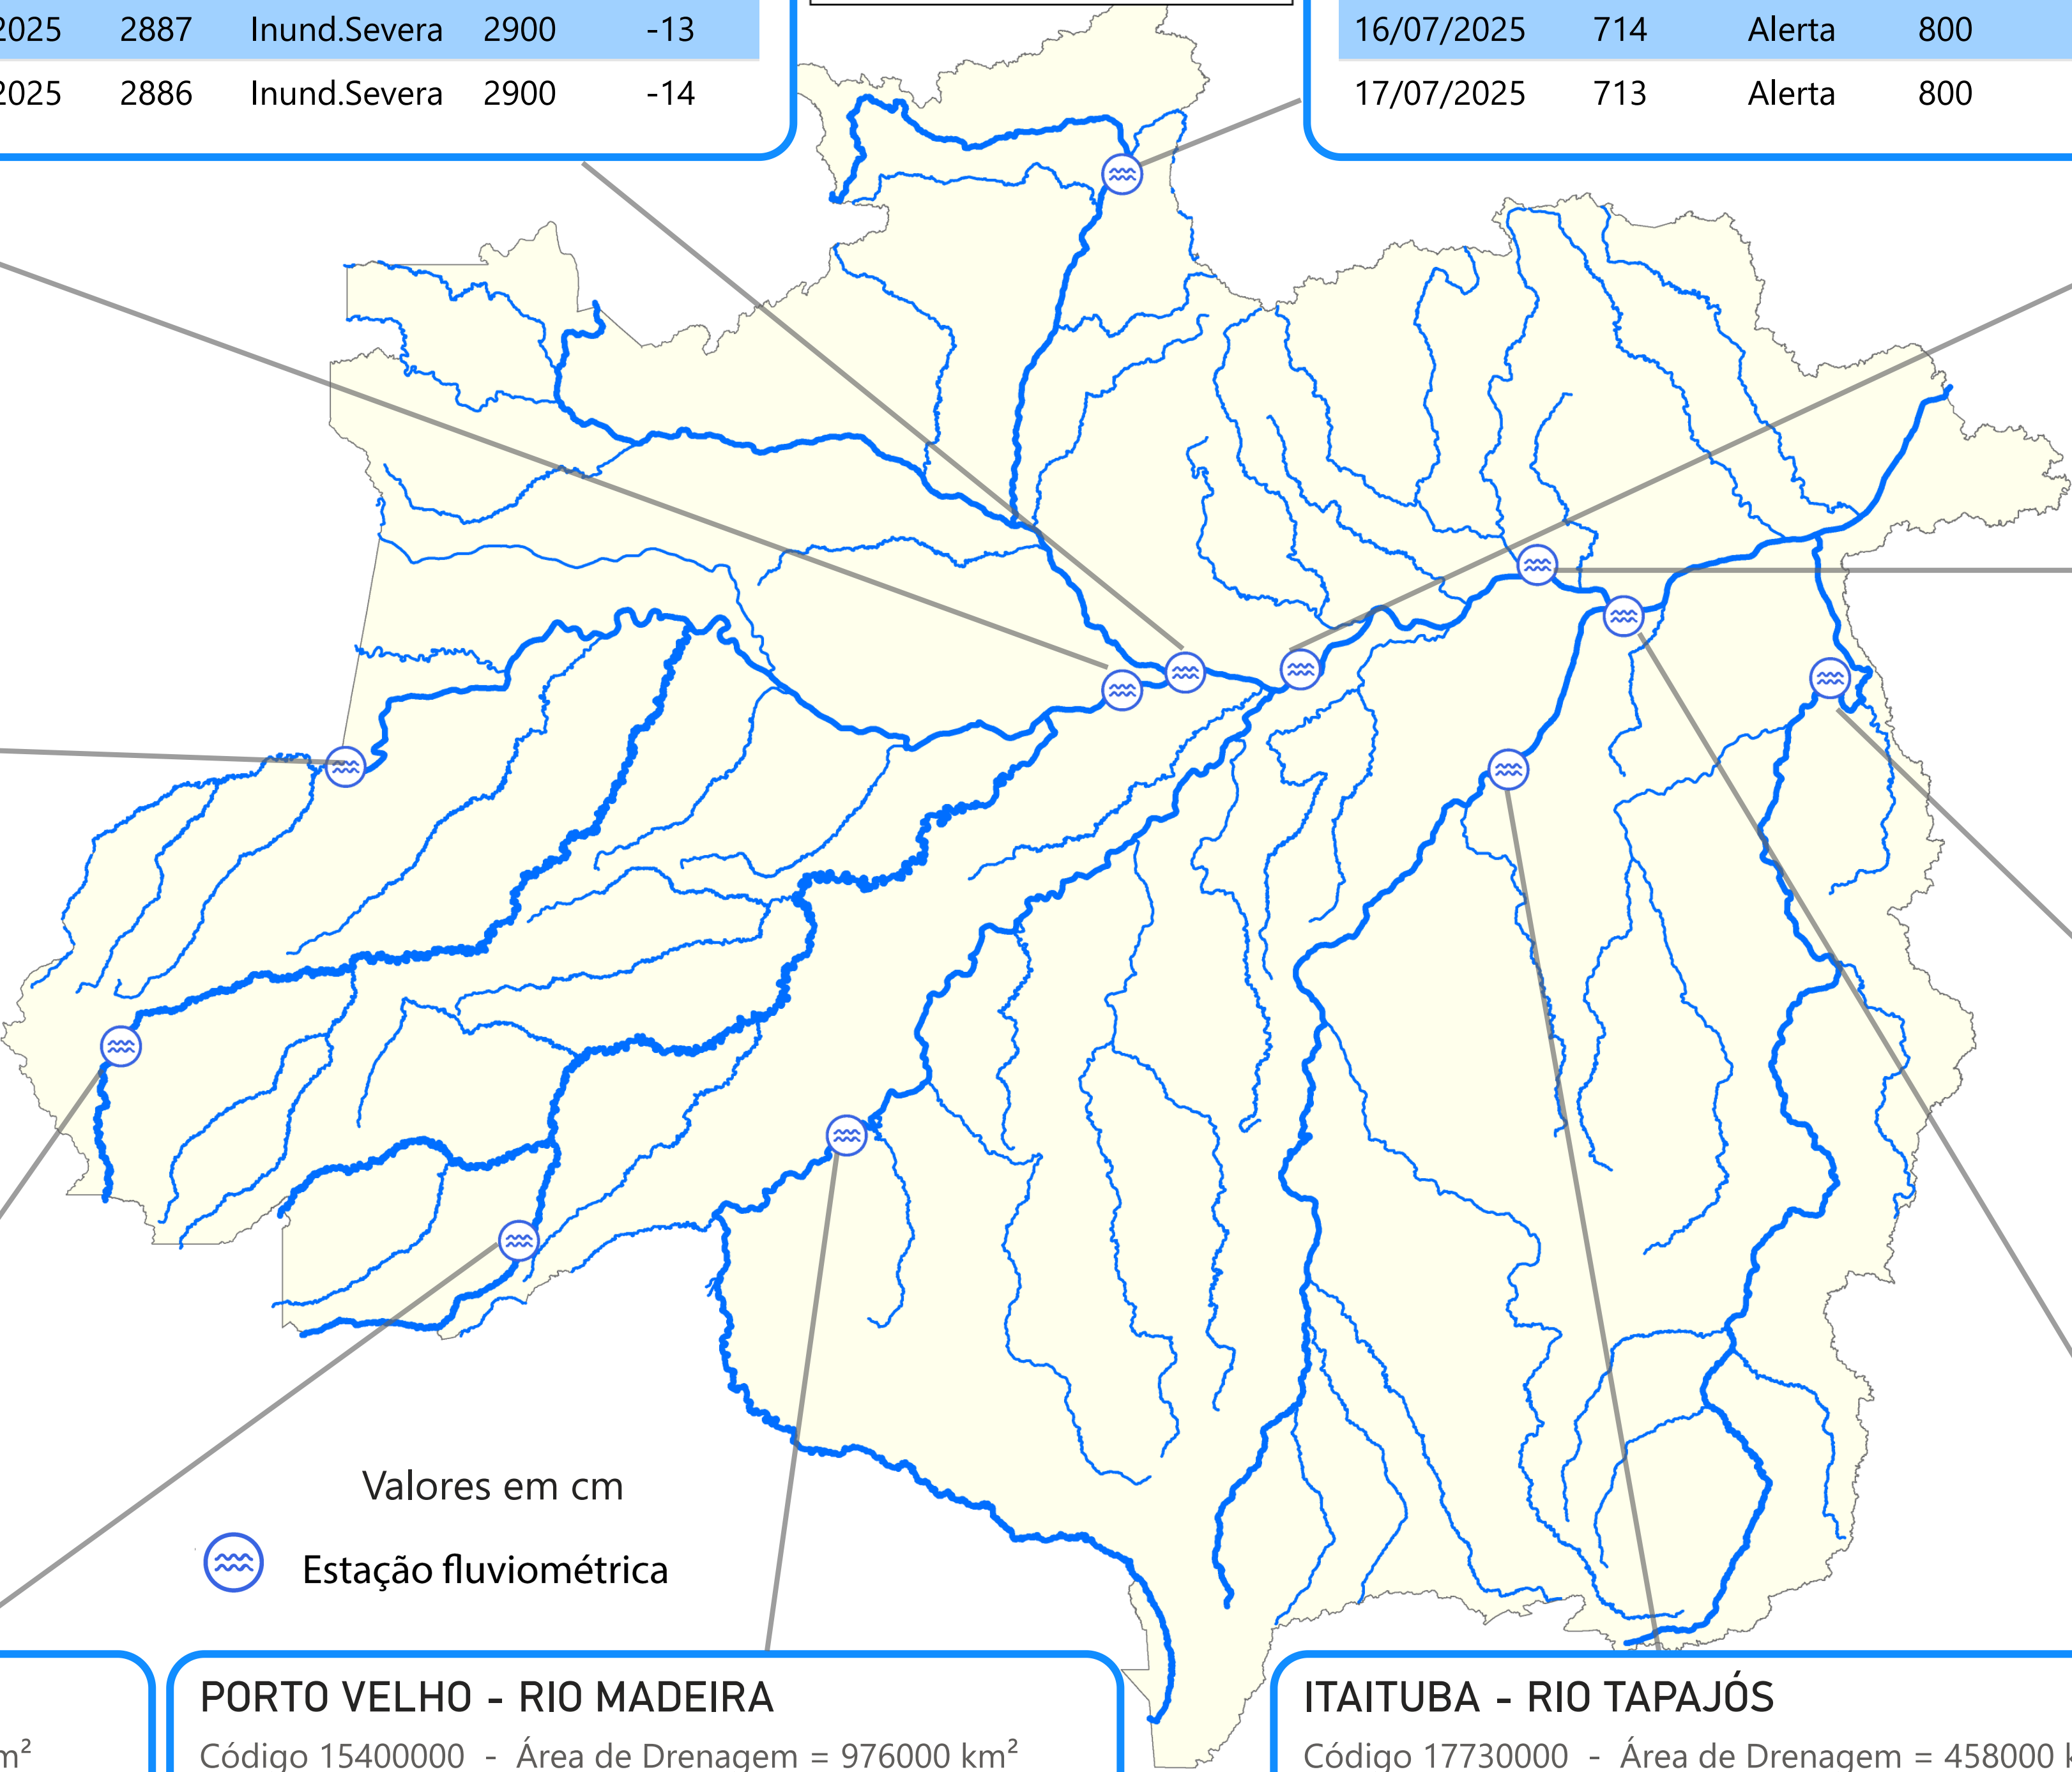 2025 2887 Inund.Severa 2900 -13
2025 2886 Inund.Severa 2900 -14
16/07/2025 714 Alerta 800
17/07/2025 713 Alerta 800
Valores em cm
Estação fluviométrica
m²
PORTO VELHO - RIO MADEIRA
Código 15400000 - Área de Drenagem = 976000 km²
ITAITUBA - RIO TAPAJÓS
Código 17730000 - Área de Drenagem = 458000 k